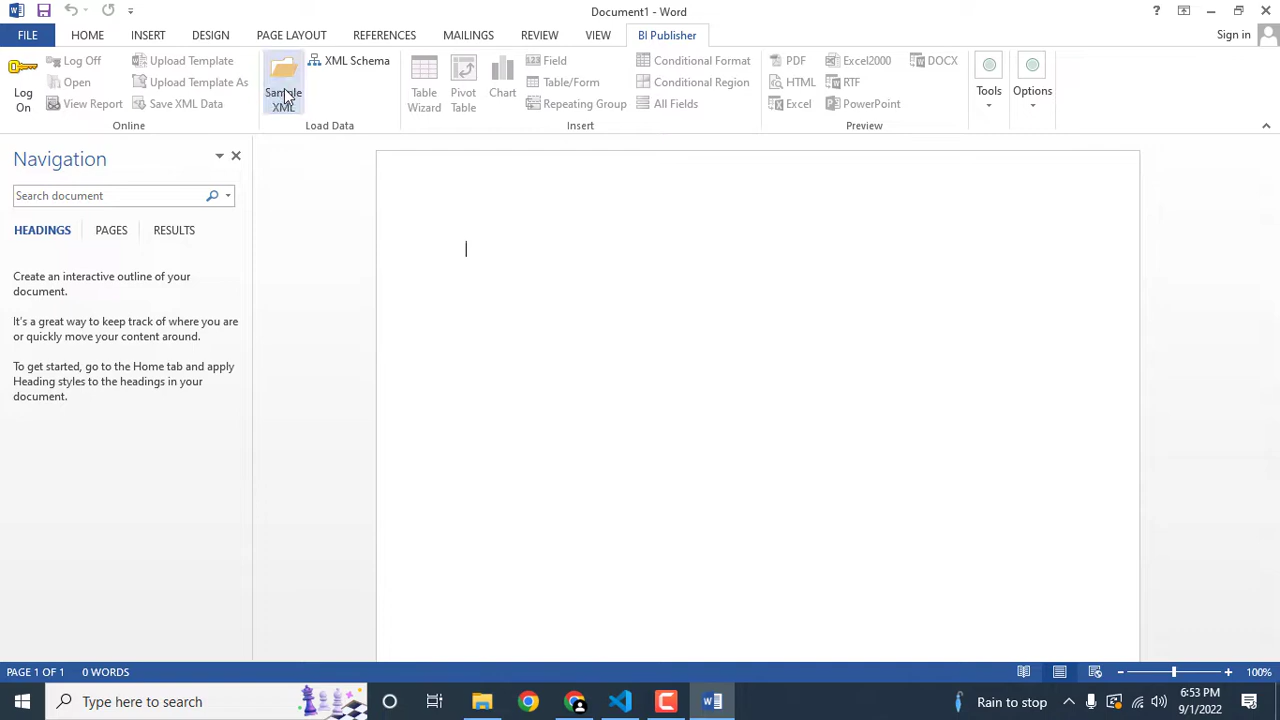 Document1 - Word
FILE HOME INSERT DESIGN PAGE LAYOUT REFERENCES MAILINGS REVIEW VIEW BI Publisher Sign in
Log On
Log Off
Open
View Report
Upload Template
Upload Template As
Save XML Data
Online
Sample XML
XML Schema
Load Data
Table Wizard
Pivot Table
Chart
Field
Table/Form
Repeating Group
Conditional Format
Conditional Region
All Fields
Insert
PDF
HTML
Excel
Excel2000
RTF
PowerPoint
DOCX
Preview
Tools
Options
Navigation
Search document
HEADINGS PAGES RESULTS
Create an interactive outline of your
document.
It's a great way to keep track of where you are
or quickly move your content around.
To get started, go to the Home tab and apply
Heading styles to the headings in your
document.
PAGE 1 OF 1 0 WORDS 100%
Type here to search
Rain to stop
6:53 PM
9/1/2022